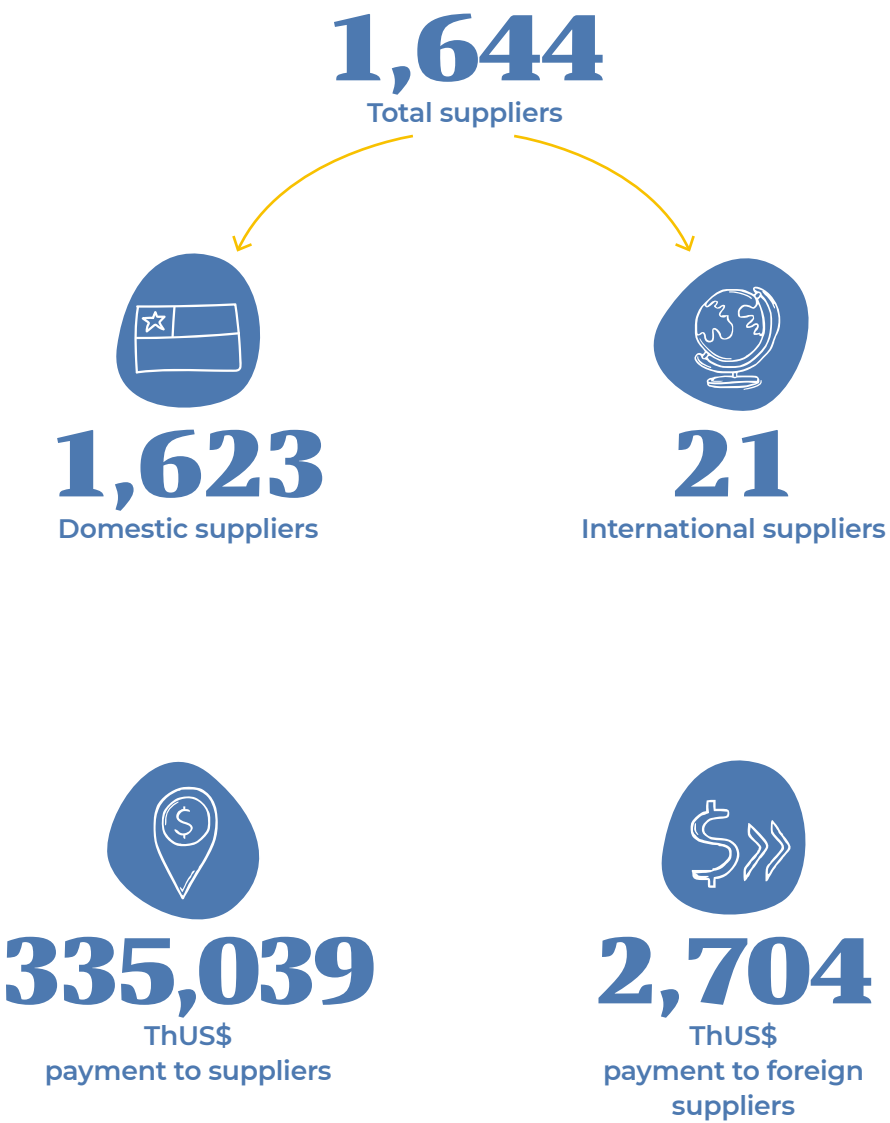 1,644
Total suppliers
1,623
Domestic suppliers
21
International suppliers
335,039
ThUS$
payment to suppliers
2,704
ThUS$
payment to foreign
suppliers